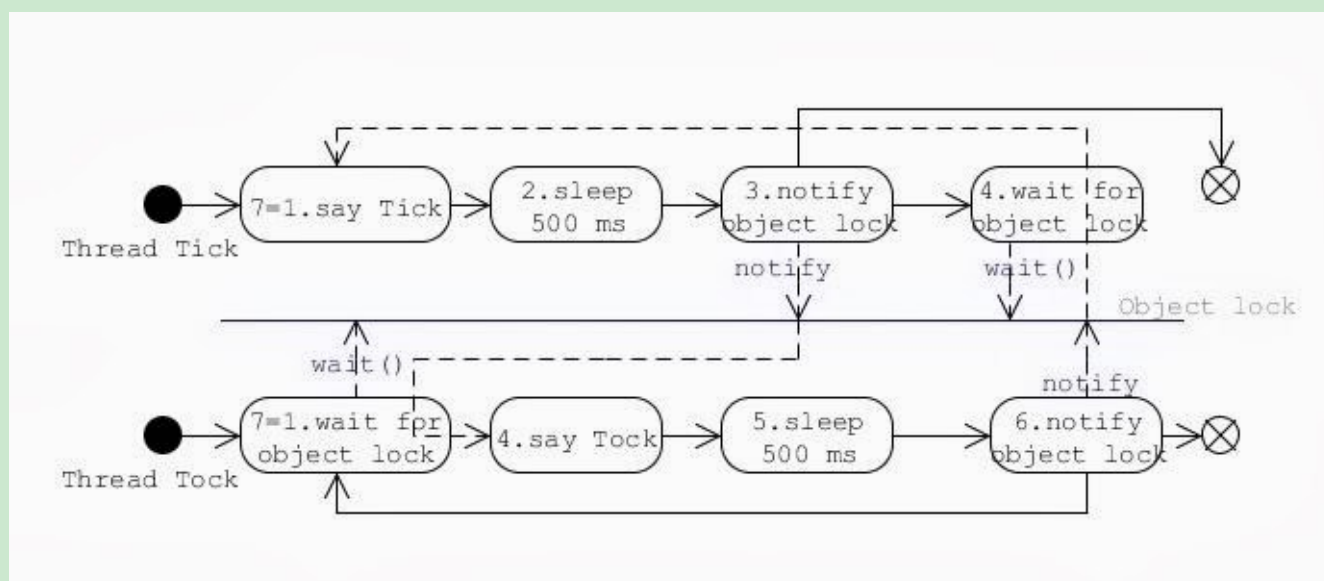 7=1.say Tick
2.sleep
500 ms
3.notify
object lock
4.wait for
object lock
Thread Tick
notify
wait()
Object lock
wait()
notify
7=1.wait for
object lock
4.say Tock
5.sleep
500 ms
6.notify
object lock
Thread Tock